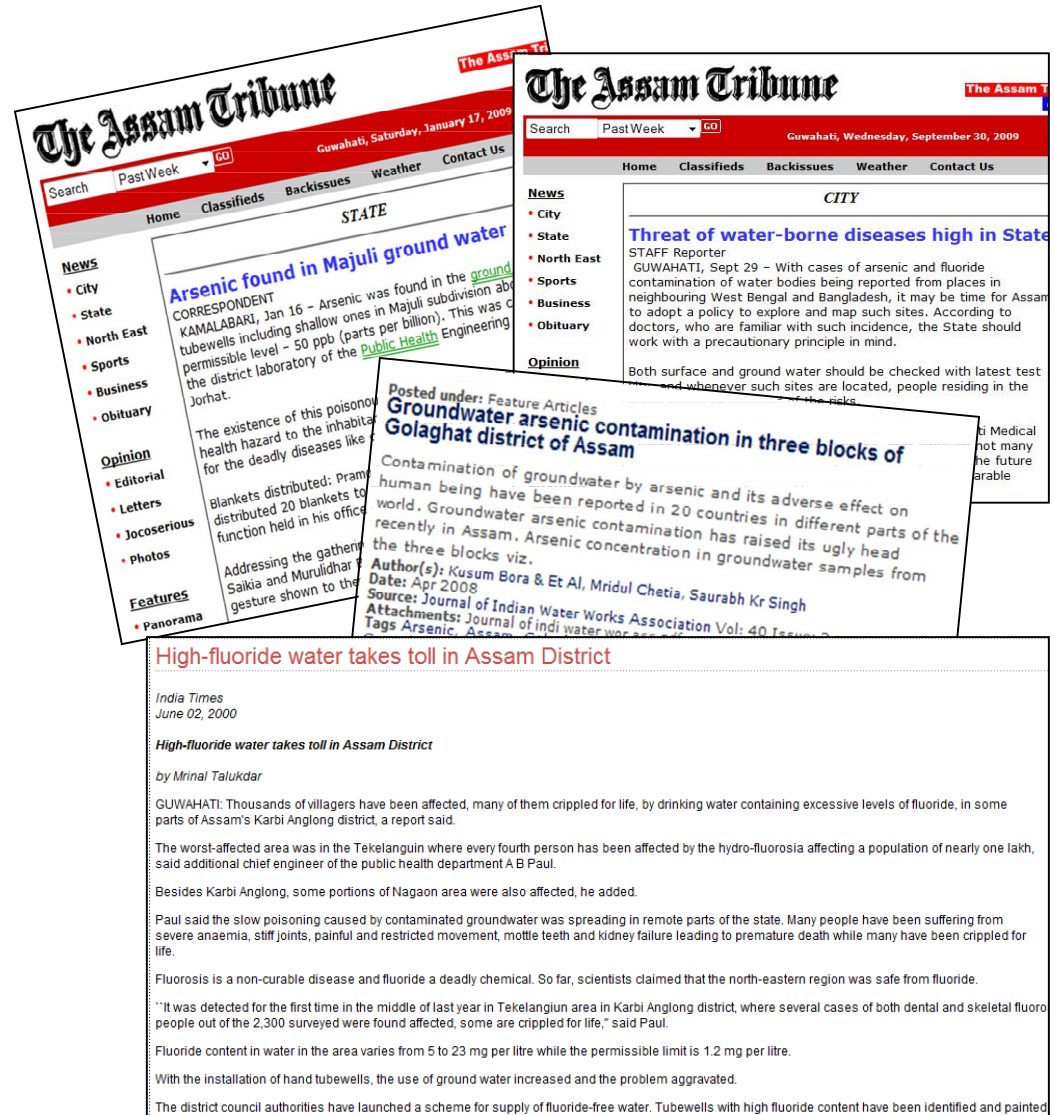 The Assam Tribune
The Assam Tri
Guwahati, Saturday, January 17, 2009
Search Past Week GO
Home Classifieds Backissues Weather Contact Us
News
• City
• State
• North East
• Sports
• Business
• Obituary
Opinion
• Editorial
• Letters
• Jocoserious
• Photos
Features
• Panorama
STATE
Arsenic found in Majuli ground water
CORRESPONDENT
KAMALABARI, Jan 16 – Arsenic was found in the ground
tubewells including shallow ones in Majuli subdivision
permissible level – 50 ppb (parts per billion). This was
the district laboratory of the Public Health Engineering
Jorhat.
The existence of this
health hazard to the
for the deadly diseases like
Blankets distributed:
distributed 20 blankets to
function held in his office
Addressing the
Saikia and Murulidhar
gesture shown to the
The Assam Tribune
The Assam
Search Past Week GO
Guwahati, Wednesday, September 30, 2009
Home Classifieds Backissues Weather Contact Us
News
• City
• State
• North East
• Sports
• Business
• Obituary
Opinion
CITY
Threat of water-borne diseases high in State
STAFF Reporter
GUWAHATI, Sept 29 – With cases of arsenic and fluoride
contamination of water bodies being reported from places in
neighbouring West Bengal and Bangladesh, it may be time for Assam
to adopt a policy to explore and map such sites. According to
doctors, who are familiar with such incidence, the State should
work with a precautionary principle in mind.
Both surface and ground water should be checked with latest test
and whenever such sites are located, people residing in the
of the risks.
Medical
not many
the future
Posted under: Feature Articles
Groundwater arsenic contamination in three blocks of
Golaghat district of Assam
Contamination of groundwater by arsenic and its adverse effect on
human being have been reported in 20 countries in different parts of the
world. Groundwater arsenic contamination has raised its ugly head
recently in Assam. Arsenic concentration in groundwater samples from
the three blocks viz.
Author(s): Kusum Bora & Et Al, Mridul Chetia, Saurabh Kr Singh
Date: Apr 2008
Source: Journal of Indian Water Works Association Vol: 40
Attachments: Journal of indi water
Tags Arsenic, Assam,
High-fluoride water takes toll in Assam District
India Times
June 02, 2000
High-fluoride water takes toll in Assam District
by Mrinal Talukdar
GUWAHATI: Thousands of villagers have been affected, many of them crippled for life, by drinking water containing excessive levels of fluoride, in some
parts of Assam's Karbi Anglong district, a report said.
The worst-affected area was in the Tekelanguin where every fourth person has been affected by the hydro-fluorosia affecting a population of nearly one lakh,
said additional chief engineer of the public health department A B Paul.
Besides Karbi Anglong, some portions of Nagaon area were also affected, he added.
Paul said the slow poisoning caused by contaminated groundwater was spreading in remote parts of the state. Many people have been suffering from
severe anaemia, stiff joints, painful and restricted movement, mottle teeth and kidney failure leading to premature death while many have been crippled for
life.
Fluorosis is a non-curable disease and fluoride a deadly chemical. So far, scientists claimed that the north-eastern region was safe from fluoride.
``It was detected for the first time in the middle of last year in Tekelangiun area in Karbi Anglong district, where several cases of both dental and skeletal fluoro
people out of the 2,300 surveyed were found affected, some are crippled for life," said Paul.
Fluoride content in water in the area varies from 5 to 23 mg per litre while the permissible limit is 1.2 mg per litre.
With the installation of hand tubewells, the use of ground water increased and the problem aggravated.
The district council authorities have launched a scheme for supply of fluoride-free water. Tubewells with high fluoride content have been identified and painted